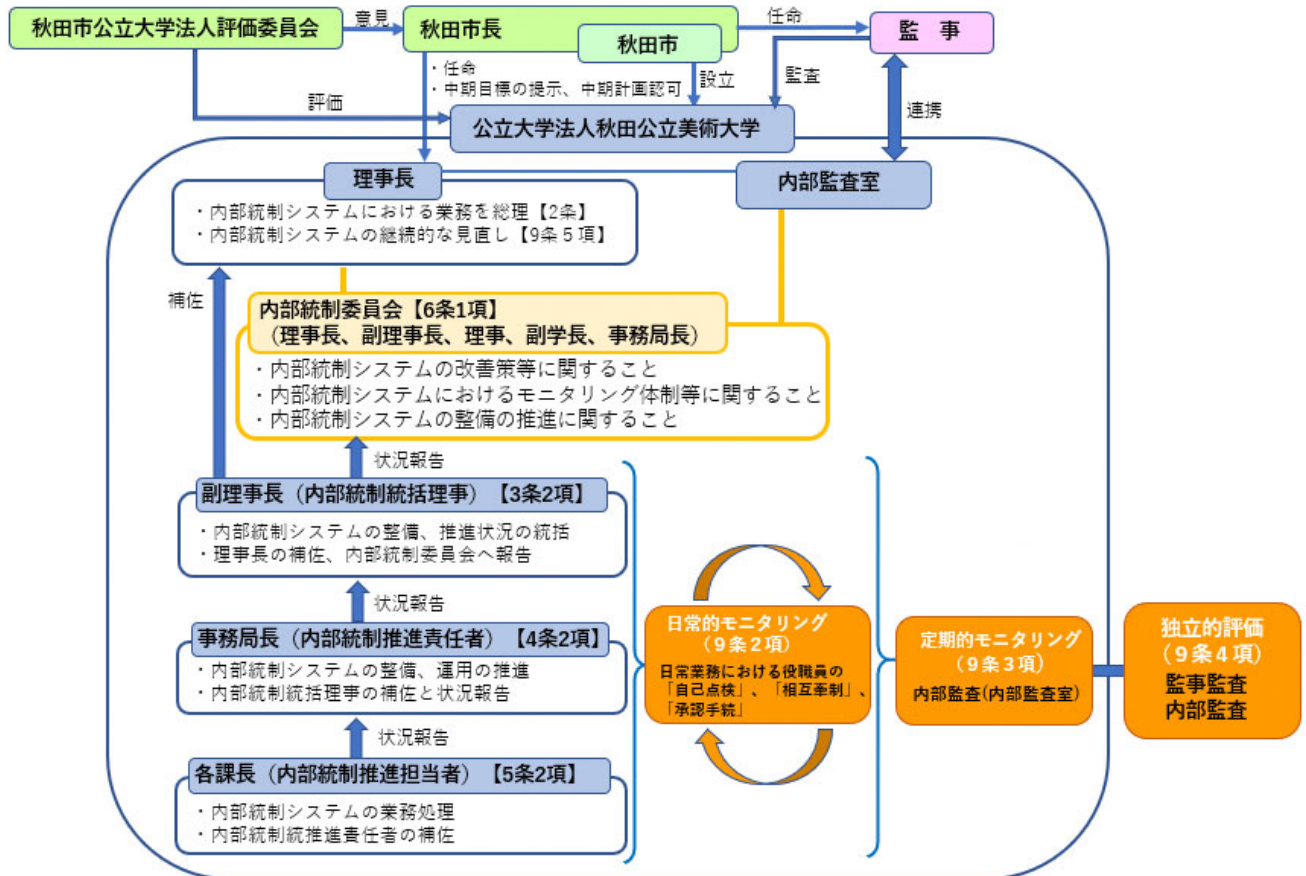 秋田市公立大学法人評価委員会
意見
秋田市長
任命
監　事
秋田市
・任命
・中期目標の提示、中期計画認可
設立
監査
評価
連携
公立大学法人秋田公立美術大学
理事長
内部監査室
・内部統制システムにおける業務を総理【2条】
・内部統制システムの継続的な見直し【9条５項】
補佐
内部統制委員会【6条1項】
（理事長、副理事長、理事、副学長、事務局長）
・内部統制システムの改善策等に関すること
・内部統制システムにおけるモニタリング体制等に関すること
・内部統制システムの整備の推進に関すること
状況報告
副理事長（内部統制統括理事）【3条2項】
・内部統制システムの整備、推進状況の統括
・理事長の補佐、内部統制委員会へ報告
状況報告
事務局長（内部統制推進責任者）【4条2項】
・内部統制システムの整備、運用の推進
・内部統制統括理事の補佐と状況報告
状況報告
各課長（内部統制推進担当者）【5条2項】
・内部統制システムの業務処理
・内部統制統推進責任者の補佐
日常的モニタリング
（９条２項）
日常業務における役職員の
「自己点検」、「相互牽制」、
「承認手続」
定期的モニタリング
（９条３項）
内部監査(内部監査室)
独立的評価
（９条４項）
監事監査
内部監査